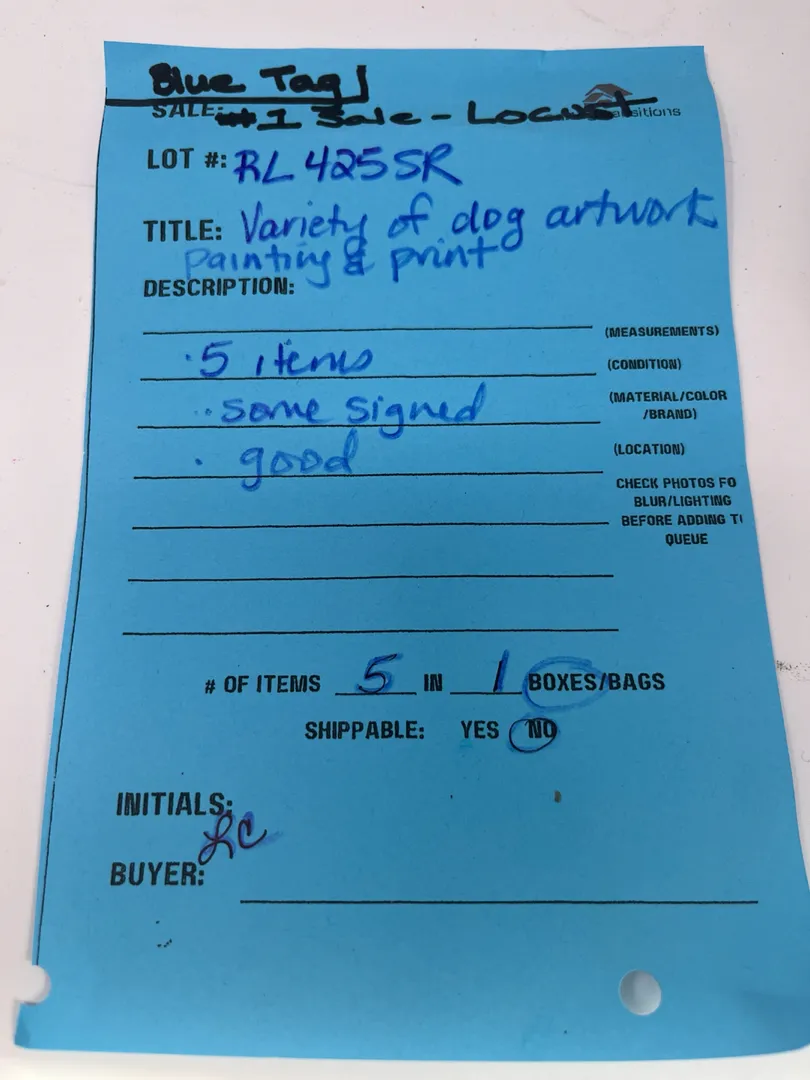 Blue Tag
SALE: #1 Sale - Locust
LOT #: RL425SR
TITLE: Variety of dog artwork
painting & print
DESCRIPTION:
(MEASUREMENTS)
· 5 items (CONDITION)
·· some signed (MATERIAL/COLOR
/BRAND)
· good (LOCATION)
CHECK PHOTOS FO
BLUR/LIGHTING
BEFORE ADDING T
QUEUE
# OF ITEMS 5 IN 1 BOXES/BAGS
SHIPPABLE: YES NO
INITIALS:
LC
BUYER: